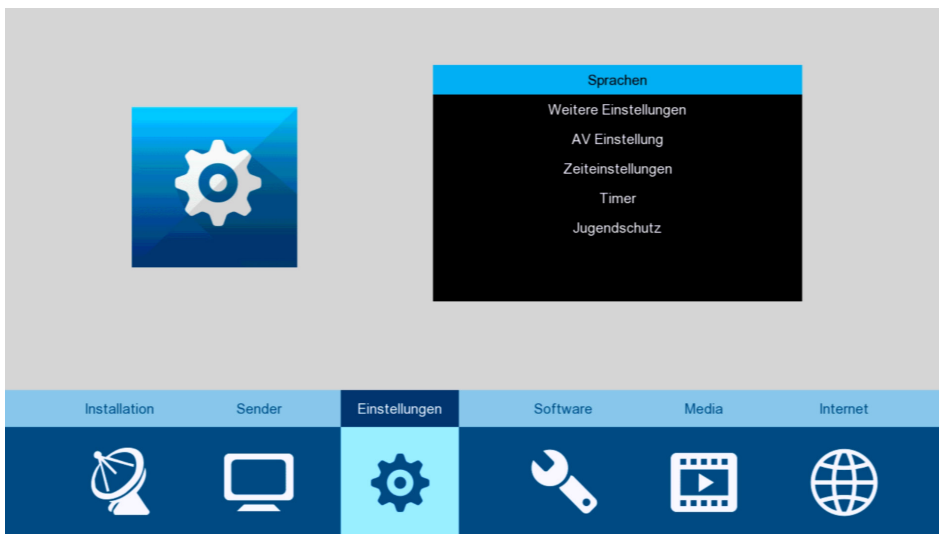 Sprachen
Weitere Einstellungen
AV Einstellung
Zeiteinstellungen
Timer
Jugendschutz
Installation
Sender
Einstellungen
Software
Media
Internet